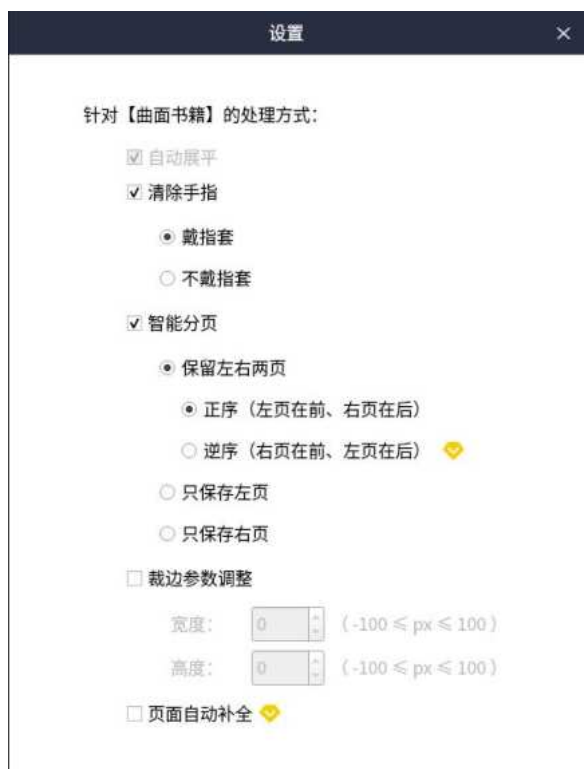 设置
针对【曲面书籍】的处理方式：
自动展平
清除手指
戴指套
不戴指套
智能分页
保留左右两页
正序（左页在前、右页在后）
逆序（右页在前、左页在后）
只保存左页
只保存右页
裁边参数调整
宽度： 0 （-100 ≤ px ≤ 100）
高度： 0 （-100 ≤ px ≤ 100）
页面自动补全